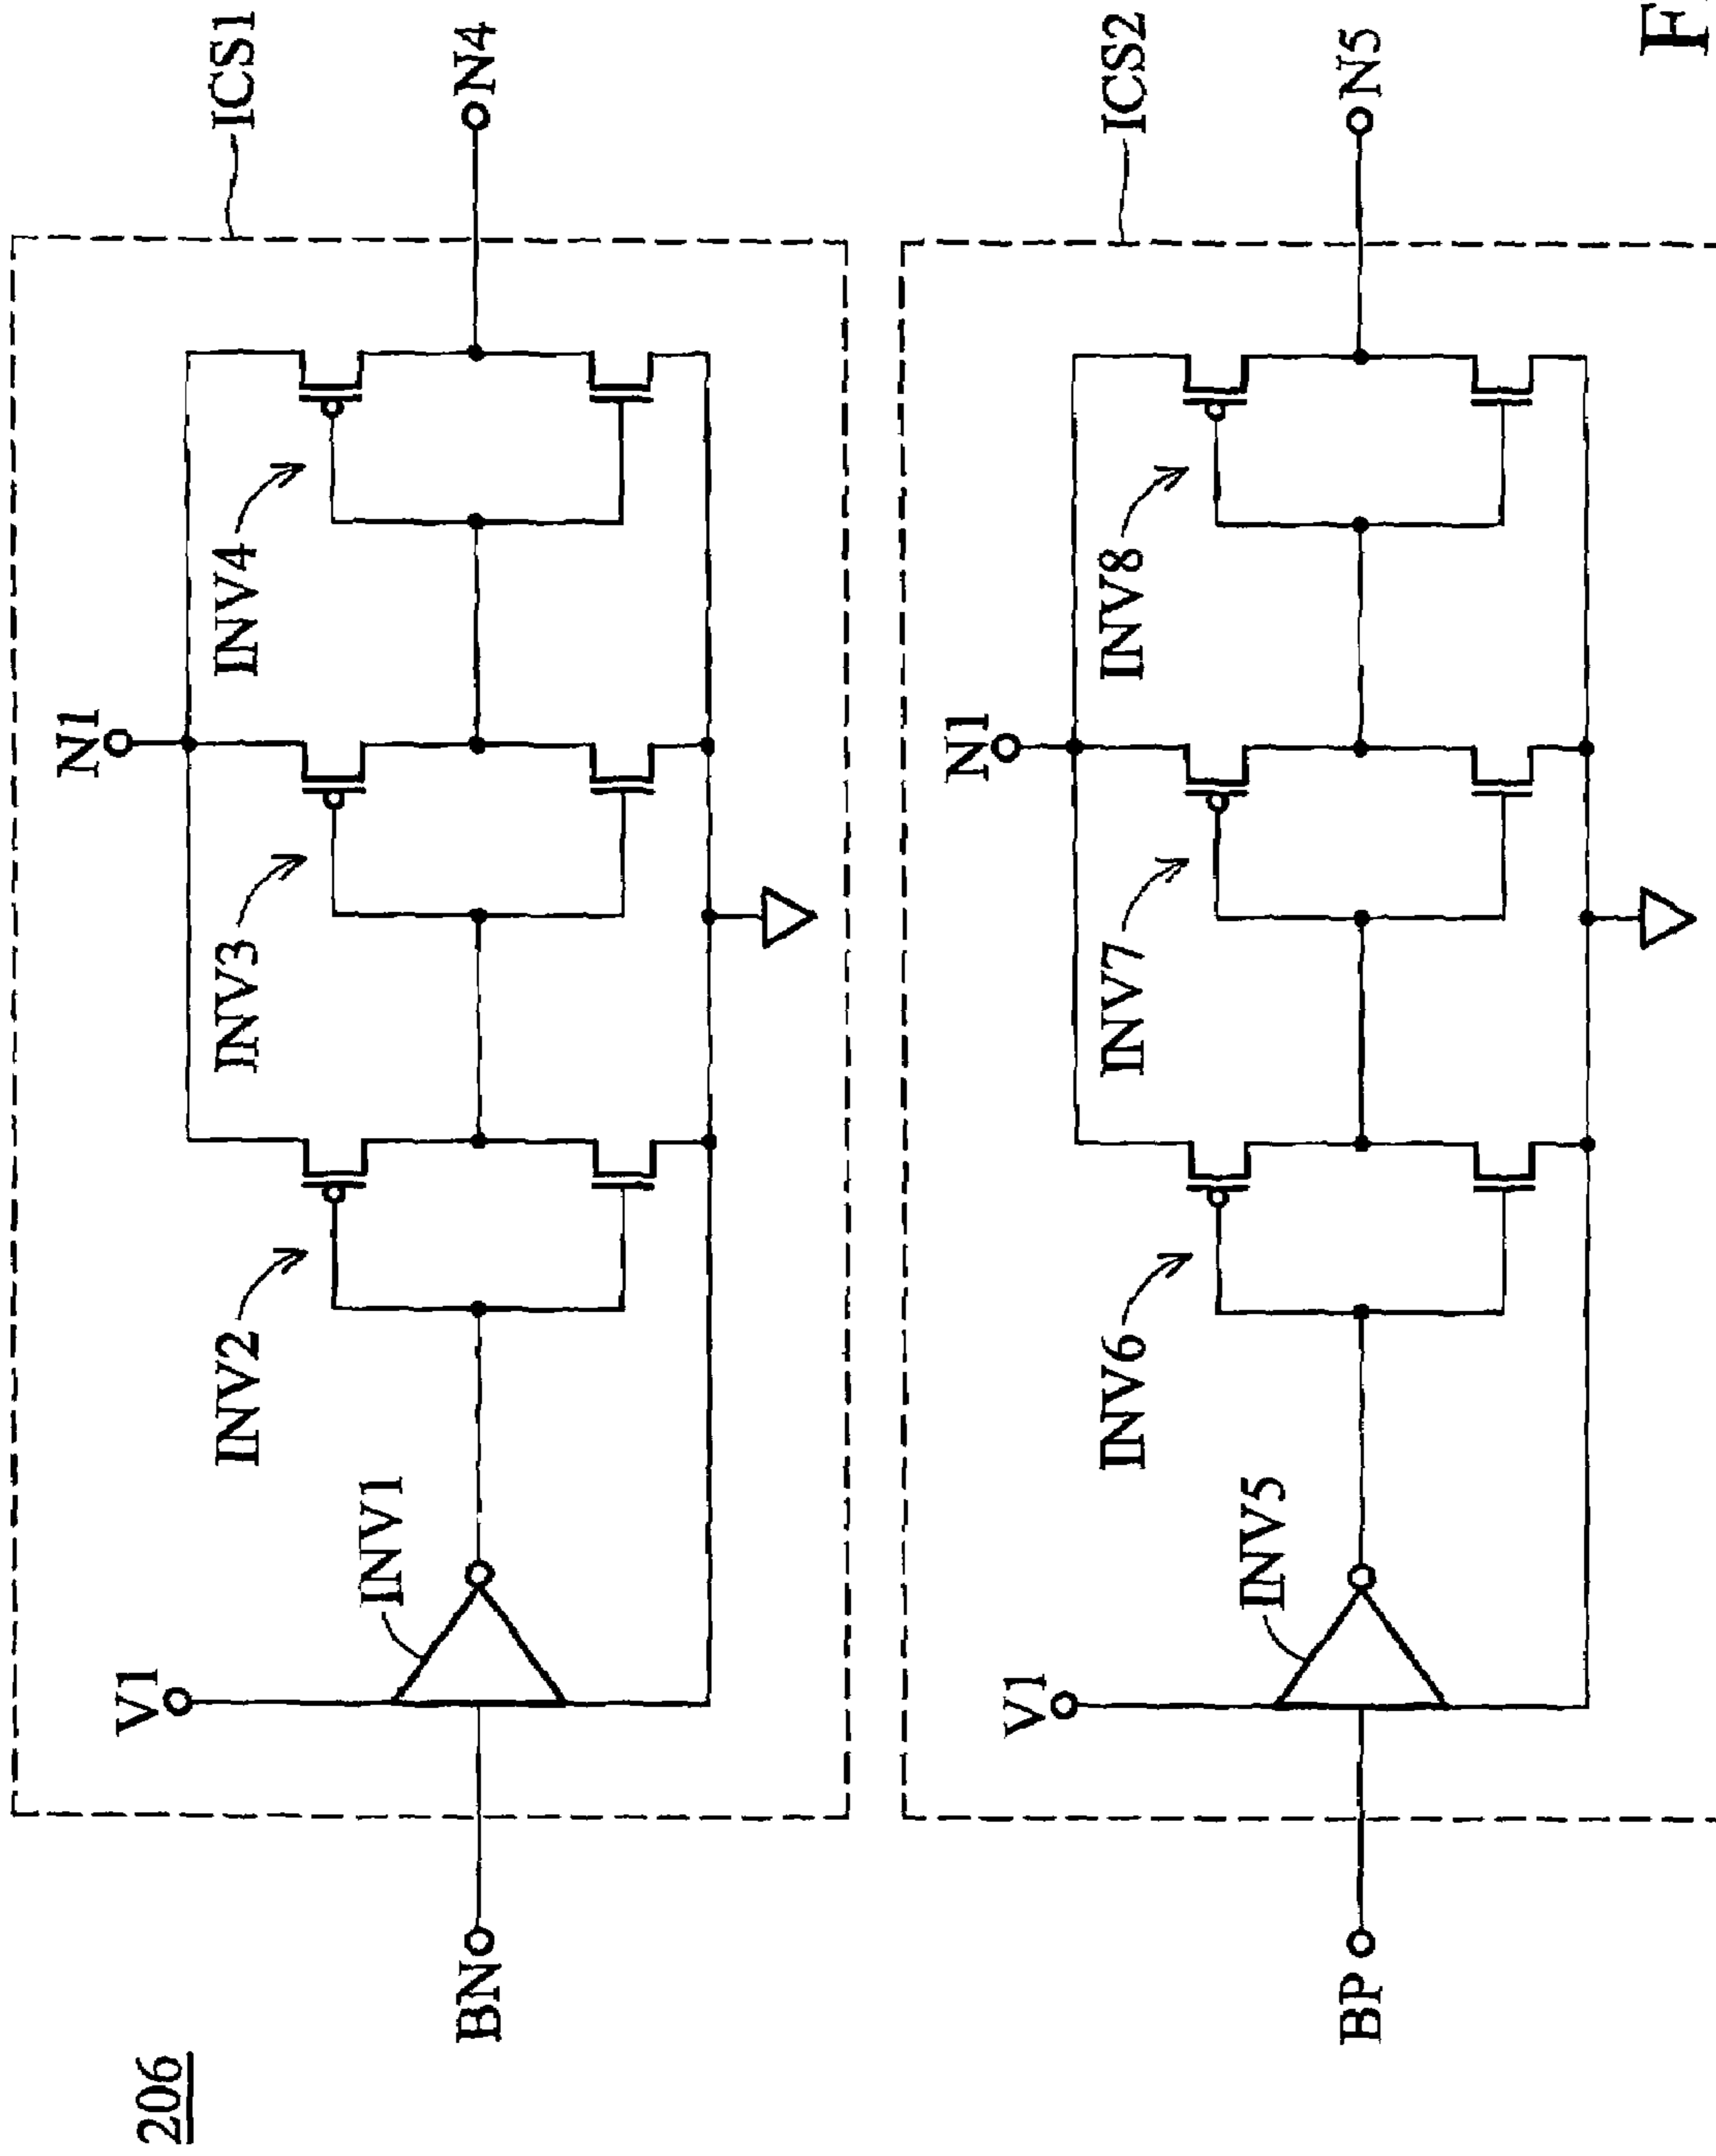 206
ICS1
N1
V1
INV1
INV2
INV3
INV4
BN
N4
ICS2
N1
V1
INV5
INV6
INV7
INV8
BP
N5
F